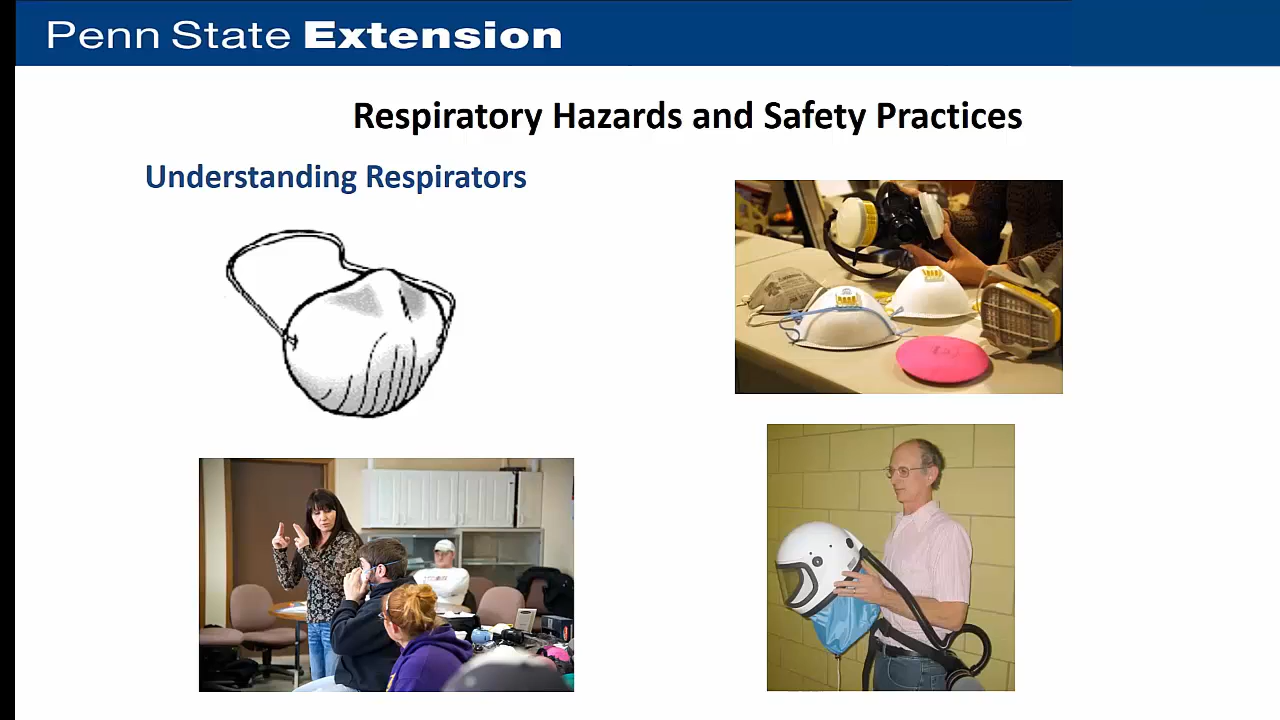 Penn State Extension
Respiratory Hazards and Safety Practices
Understanding Respirators